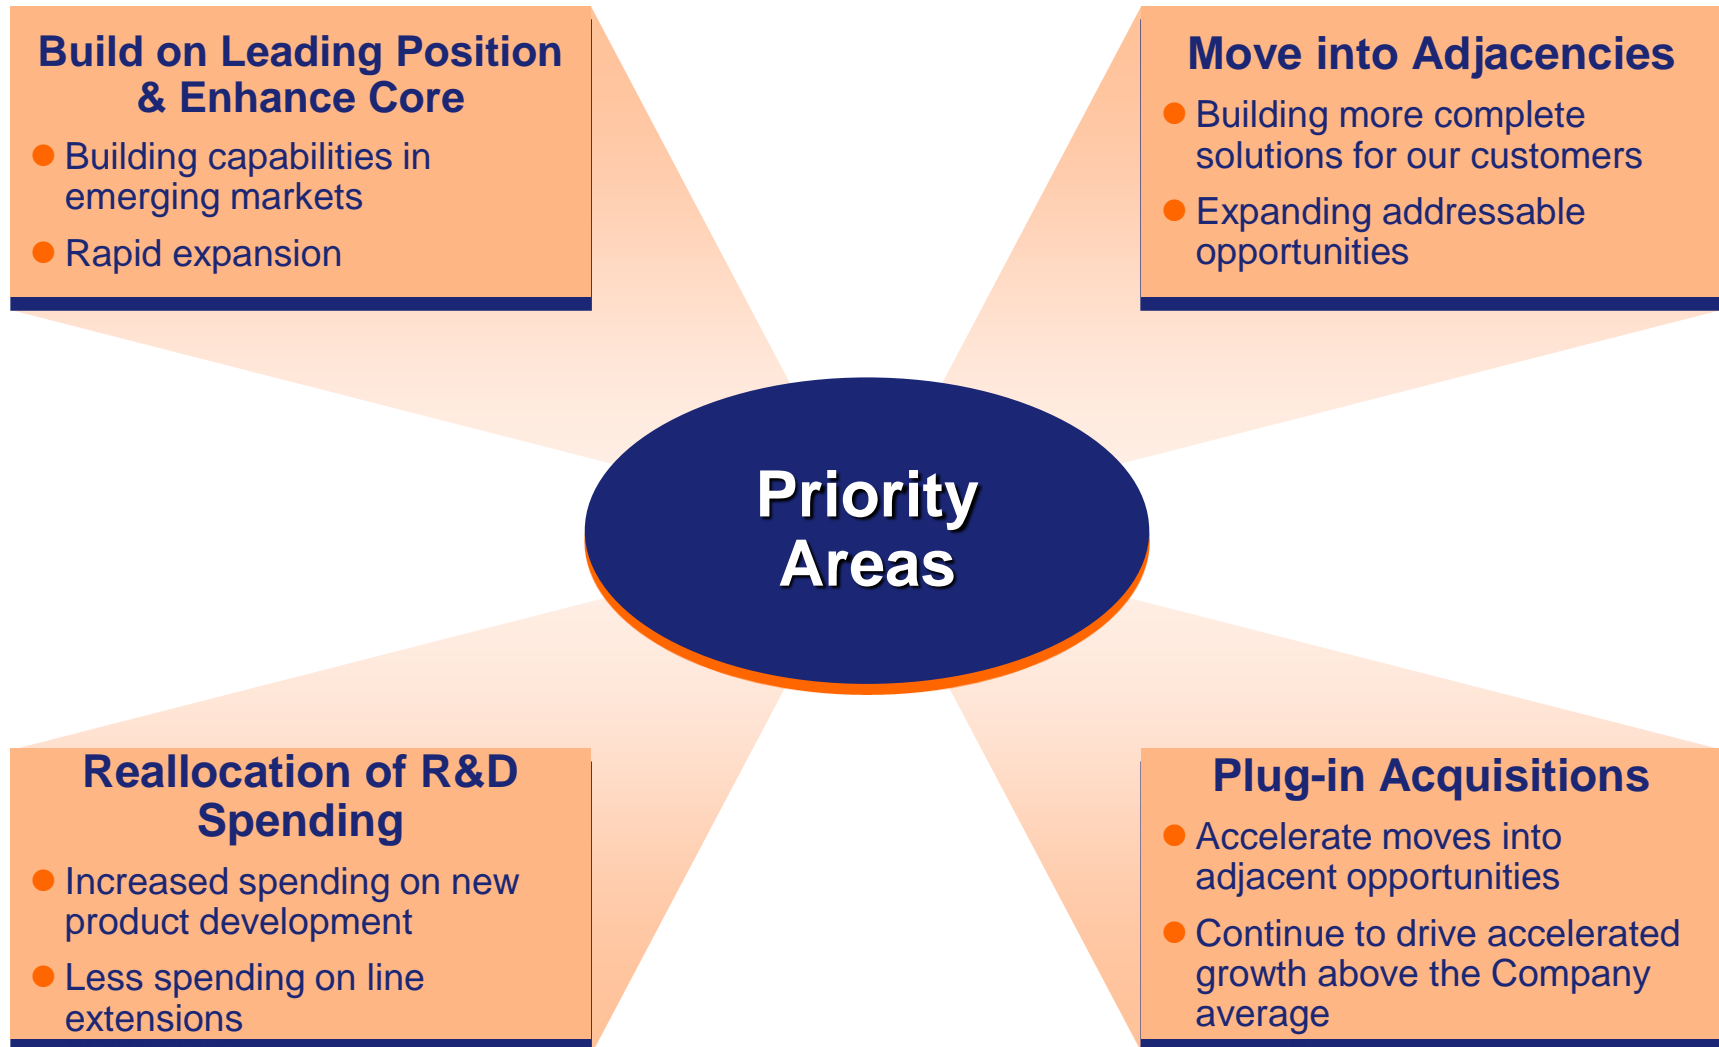 Build on Leading Position
& Enhance Core
● Building capabilities in
emerging markets
● Rapid expansion
Move into Adjacencies
● Building more complete
solutions for our customers
● Expanding addressable
opportunities
Priority
Areas
Reallocation of R&D
Spending
● Increased spending on new
product development
● Less spending on line
extensions
Plug-in Acquisitions
● Accelerate moves into
adjacent opportunities
● Continue to drive accelerated
growth above the Company
average